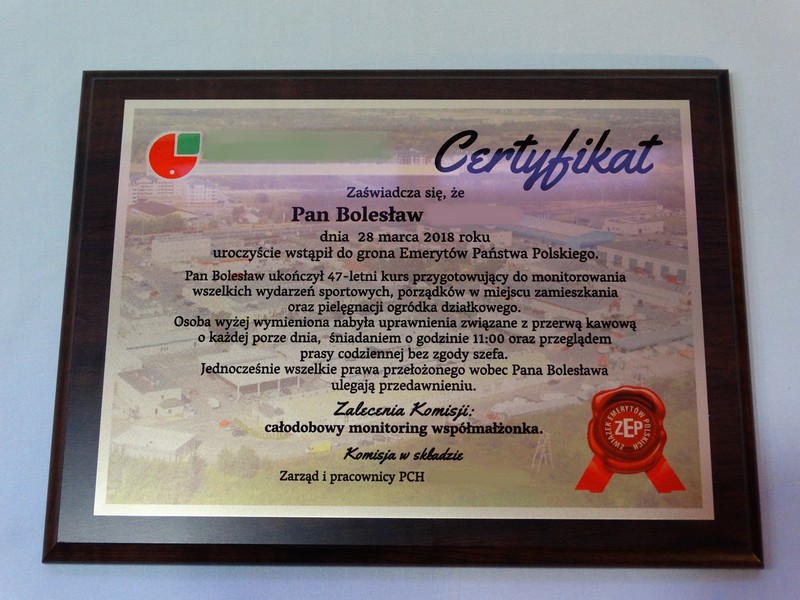 Certyfikat
Zaświadcza się, że
Pan Bolesław
dnia 28 marca 2018 roku
uroczyście wstąpił do grona Emerytów Państwa Polskiego.
Pan Bolesław ukończył 47-letni kurs przygotowujący do monitorowania
wszelkich wydarzeń sportowych, porządków w miejscu zamieszkania
oraz pielęgnacji ogródka działkowego.
Osoba wyżej wymieniona nabyła uprawnienia związane z przerwą kawową
o każdej porze dnia, śniadaniem o godzinie 11:00 oraz przeglądem
prasy codziennej bez zgody szefa.
Jednocześnie wszelkie prawa przełożonego wobec Pana Bolesława
ulegają przedawnieniu.
Zalecenia Komisji:
całodobowy monitoring współmałżonka.
Komisja w składzie
Zarząd i pracownicy PCH
ZWIĄZEK EMERYTÓW POLSKICH
ZEP